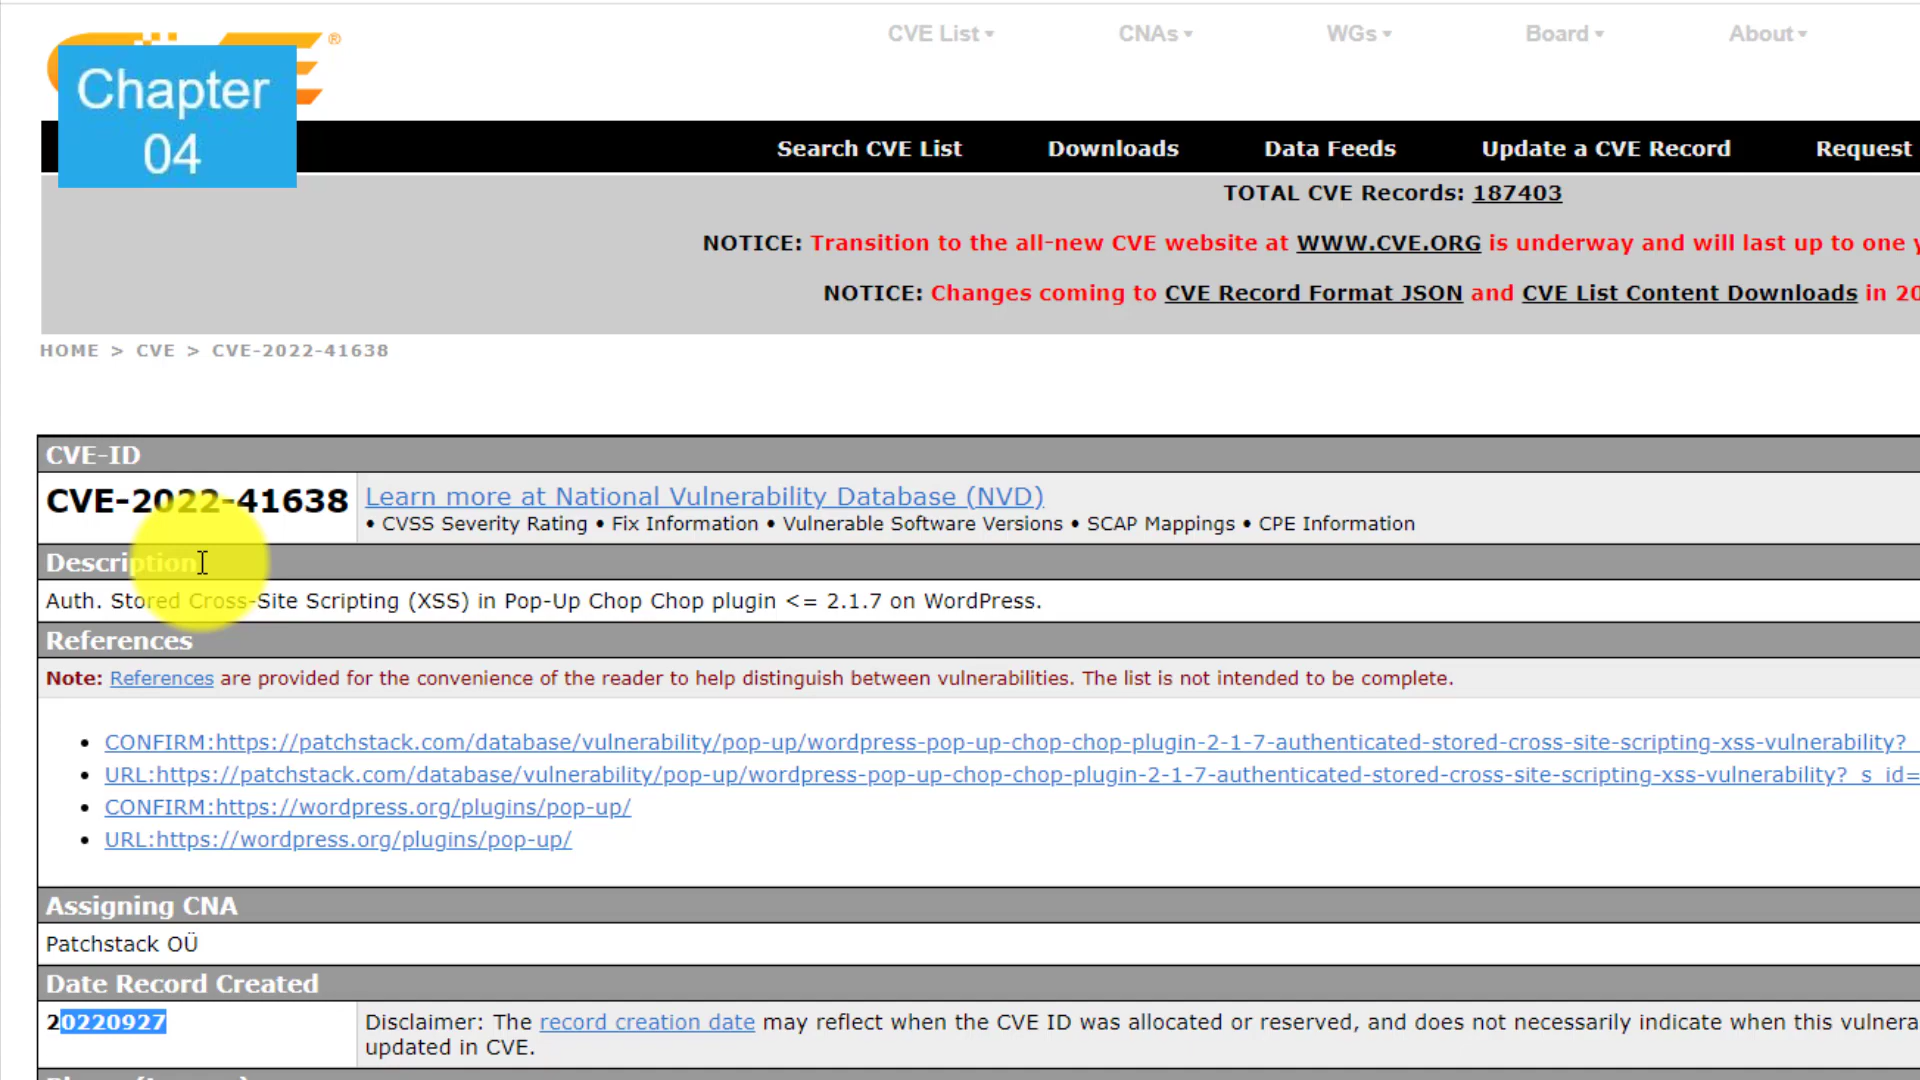 CVE List
CNAs
WGs
Board
About
®
Chapter
04
Search CVE List
Downloads
Data Feeds
Update a CVE Record
Request
TOTAL CVE Records: 187403
NOTICE: Transition to the all-new CVE website at WWW.CVE.ORG is underway and will last up to one
NOTICE: Changes coming to CVE Record Format JSON and CVE List Content Downloads in
HOME > CVE > CVE-2022-41638
CVE-ID
CVE-2022-41638
Learn more at National Vulnerability Database (NVD)
• CVSS Severity Rating • Fix Information • Vulnerable Software Versions • SCAP Mappings • CPE Information
Description
Auth. Stored Cross-Site Scripting (XSS) in Pop-Up Chop Chop plugin <= 2.1.7 on WordPress.
References
Note: References are provided for the convenience of the reader to help distinguish between vulnerabilities. The list is not intended to be complete.
• CONFIRM:https://patchstack.com/database/vulnerability/pop-up/wordpress-pop-up-chop-chop-plugin-2-1-7-authenticated-stored-cross-site-scripting-xss-vulnerability?_
• URL:https://patchstack.com/database/vulnerability/pop-up/wordpress-pop-up-chop-chop-plugin-2-1-7-authenticated-stored-cross-site-scripting-xss-vulnerability?_s_id=
• CONFIRM:https://wordpress.org/plugins/pop-up/
• URL:https://wordpress.org/plugins/pop-up/
Assigning CNA
Patchstack OÜ
Date Record Created
20220927
Disclaimer: The record creation date may reflect when the CVE ID was allocated or reserved, and does not necessarily indicate when this
updated in CVE.